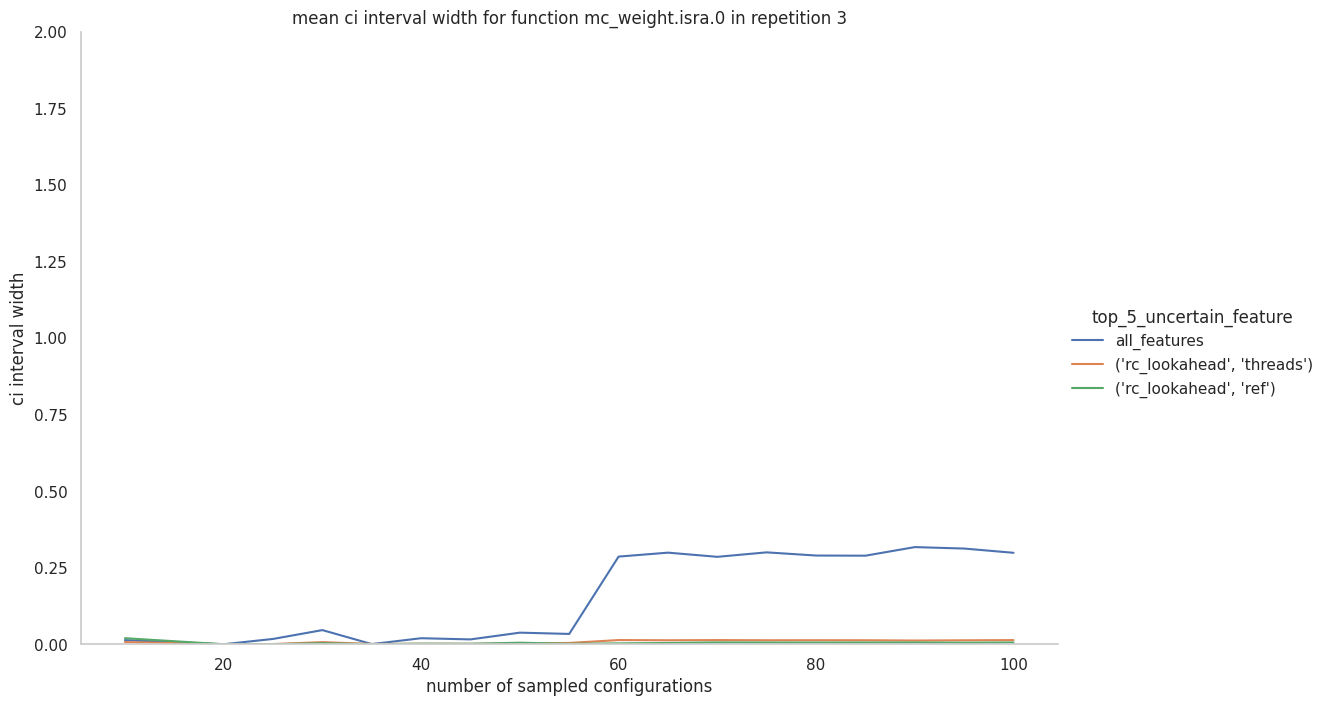 mean ci interval width for function mc_weight.isra.0 in repetition 3
2.00
1.75
1.50
1.25
1.00
0.75
0.50
0.25
0.00
ci interval width
20
40
60
80
100
number of sampled configurations
top_5_uncertain_feature
all_features
('rc_lookahead', 'threads')
('rc_lookahead', 'ref')